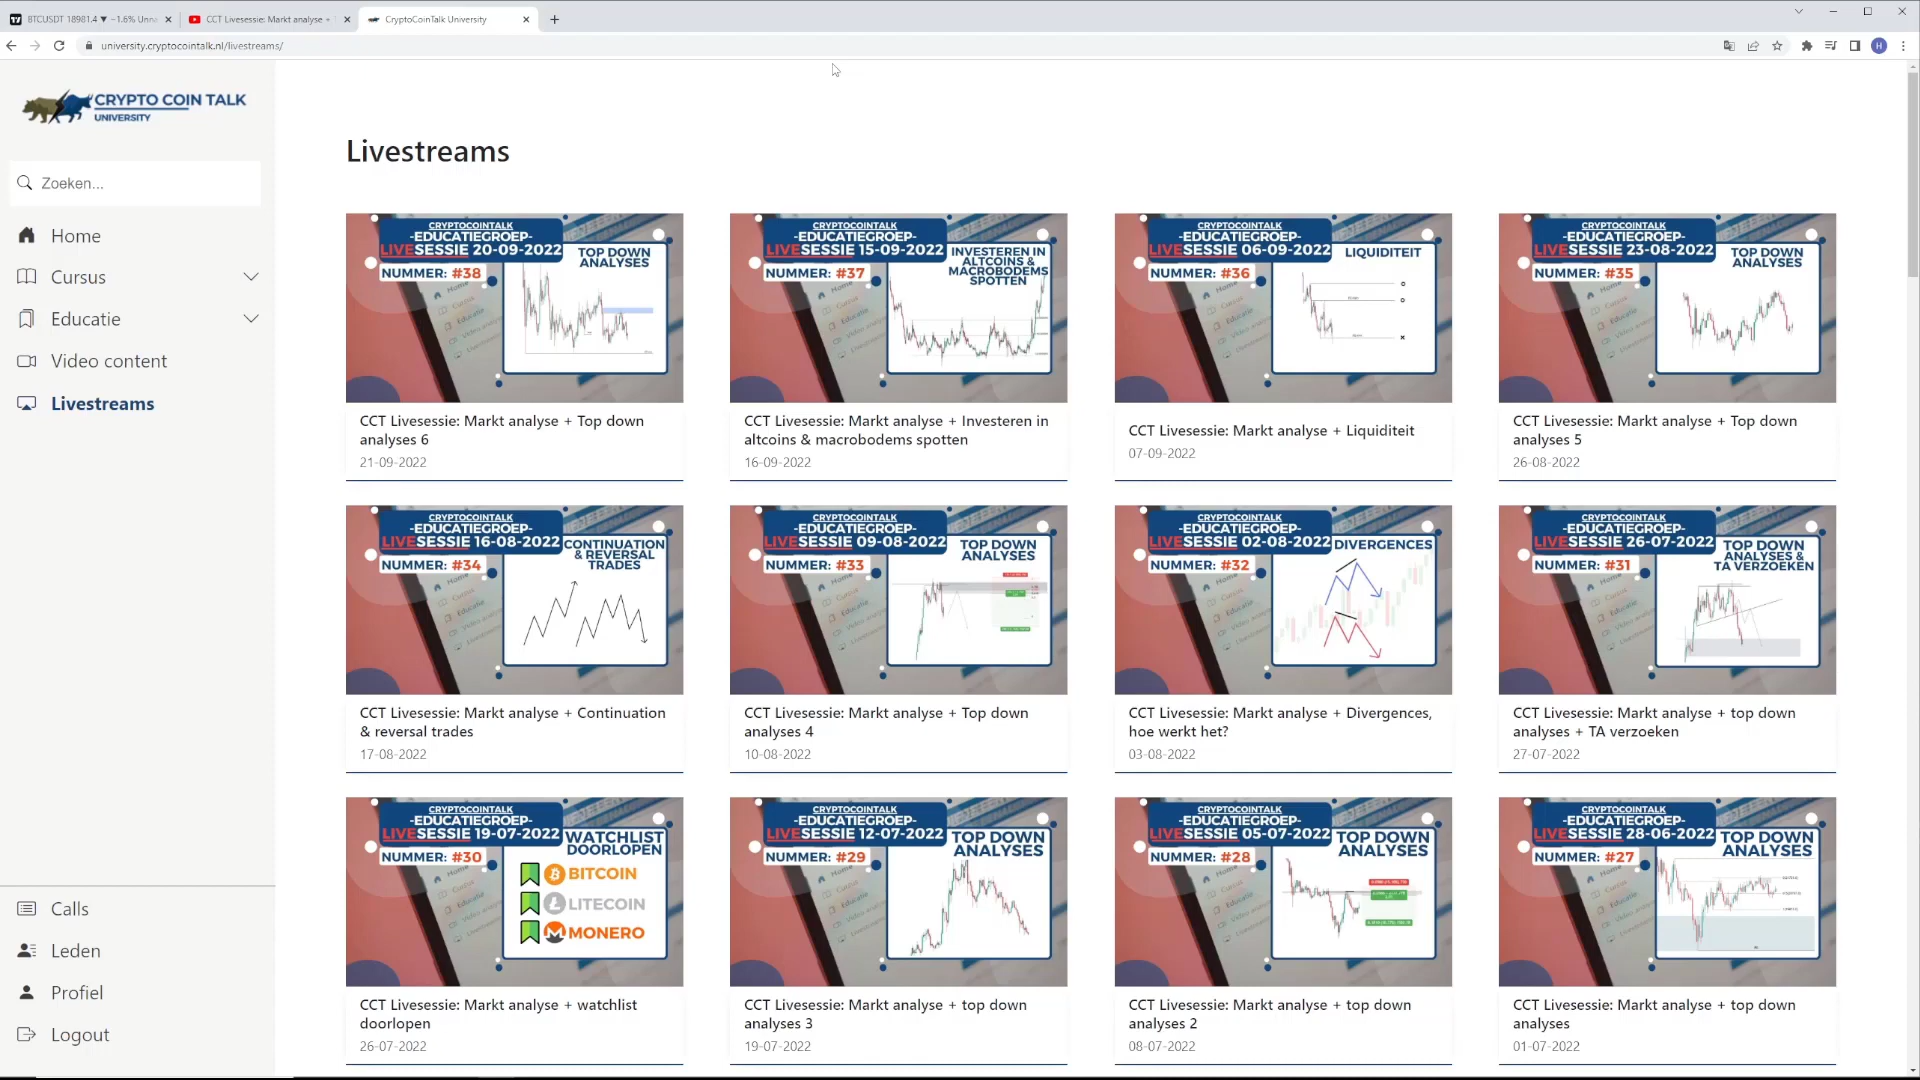 BTCUSDT 18981.4 ▼ −1.6% Unna
CCT Livesessie: Markt analyse +
CryptoCoinTalk University
university.cryptocointalk.nl/livestreams/
H
CRYPTO COIN TALK
UNIVERSITY
Zoeken...
Home
Cursus
Educatie
Video content
Livestreams
Calls
Leden
Profiel
Logout
Livestreams
CRYPTOCOINTALK
-EDUCATIEGROEP-
LIVESESSIE 20-09-2022
NUMMER: #38
TOP DOWN
ANALYSES
CCT Livesessie: Markt analyse + Top down
analyses 6
21-09-2022
CRYPTOCOINTALK
-EDUCATIEGROEP-
LIVESESSIE 15-09-2022
NUMMER: #37
INVESTEREN IN
ALTCOINS &
MACROBODEMS
SPOTTEN
CCT Livesessie: Markt analyse + Investeren in
altcoins & macrobodems spotten
16-09-2022
CRYPTOCOINTALK
-EDUCATIEGROEP-
LIVESESSIE 06-09-2022
NUMMER: #36
LIQUIDITEIT
CCT Livesessie: Markt analyse + Liquiditeit
07-09-2022
CRYPTOCOINTALK
-EDUCATIEGROEP-
LIVESESSIE 23-08-2022
NUMMER: #35
TOP DOWN
ANALYSES
CCT Livesessie: Markt analyse + Top down
analyses 5
26-08-2022
CRYPTOCOINTALK
-EDUCATIEGROEP-
LIVESESSIE 16-08-2022
NUMMER: #34
CONTINUATION
& REVERSAL
TRADES
CCT Livesessie: Markt analyse + Continuation
& reversal trades
17-08-2022
CRYPTOCOINTALK
-EDUCATIEGROEP-
LIVESESSIE 09-08-2022
NUMMER: #33
TOP DOWN
ANALYSES
CCT Livesessie: Markt analyse + Top down
analyses 4
10-08-2022
CRYPTOCOINTALK
-EDUCATIEGROEP-
LIVESESSIE 02-08-2022
NUMMER: #32
DIVERGENCES
CCT Livesessie: Markt analyse + Divergences,
hoe werkt het?
03-08-2022
CRYPTOCOINTALK
-EDUCATIEGROEP-
LIVESESSIE 26-07-2022
NUMMER: #31
TOP DOWN
ANALYSES &
TA VERZOEKEN
CCT Livesessie: Markt analyse + top down
analyses + TA verzoeken
27-07-2022
CRYPTOCOINTALK
-EDUCATIEGROEP-
LIVESESSIE 19-07-2022
NUMMER: #30
WATCHLIST
DOORLOPEN
BITCOIN
LITECOIN
MONERO
CCT Livesessie: Markt analyse + watchlist
doorlopen
26-07-2022
CRYPTOCOINTALK
-EDUCATIEGROEP-
LIVESESSIE 12-07-2022
NUMMER: #29
TOP DOWN
ANALYSES
CCT Livesessie: Markt analyse + top down
analyses 3
19-07-2022
CRYPTOCOINTALK
-EDUCATIEGROEP-
LIVESESSIE 05-07-2022
NUMMER: #28
TOP DOWN
ANALYSES
CCT Livesessie: Markt analyse + top down
analyses 2
08-07-2022
CRYPTOCOINTALK
-EDUCATIEGROEP-
LIVESESSIE 28-06-2022
NUMMER: #27
TOP DOWN
ANALYSES
CCT Livesessie: Markt analyse + top down
analyses
01-07-2022